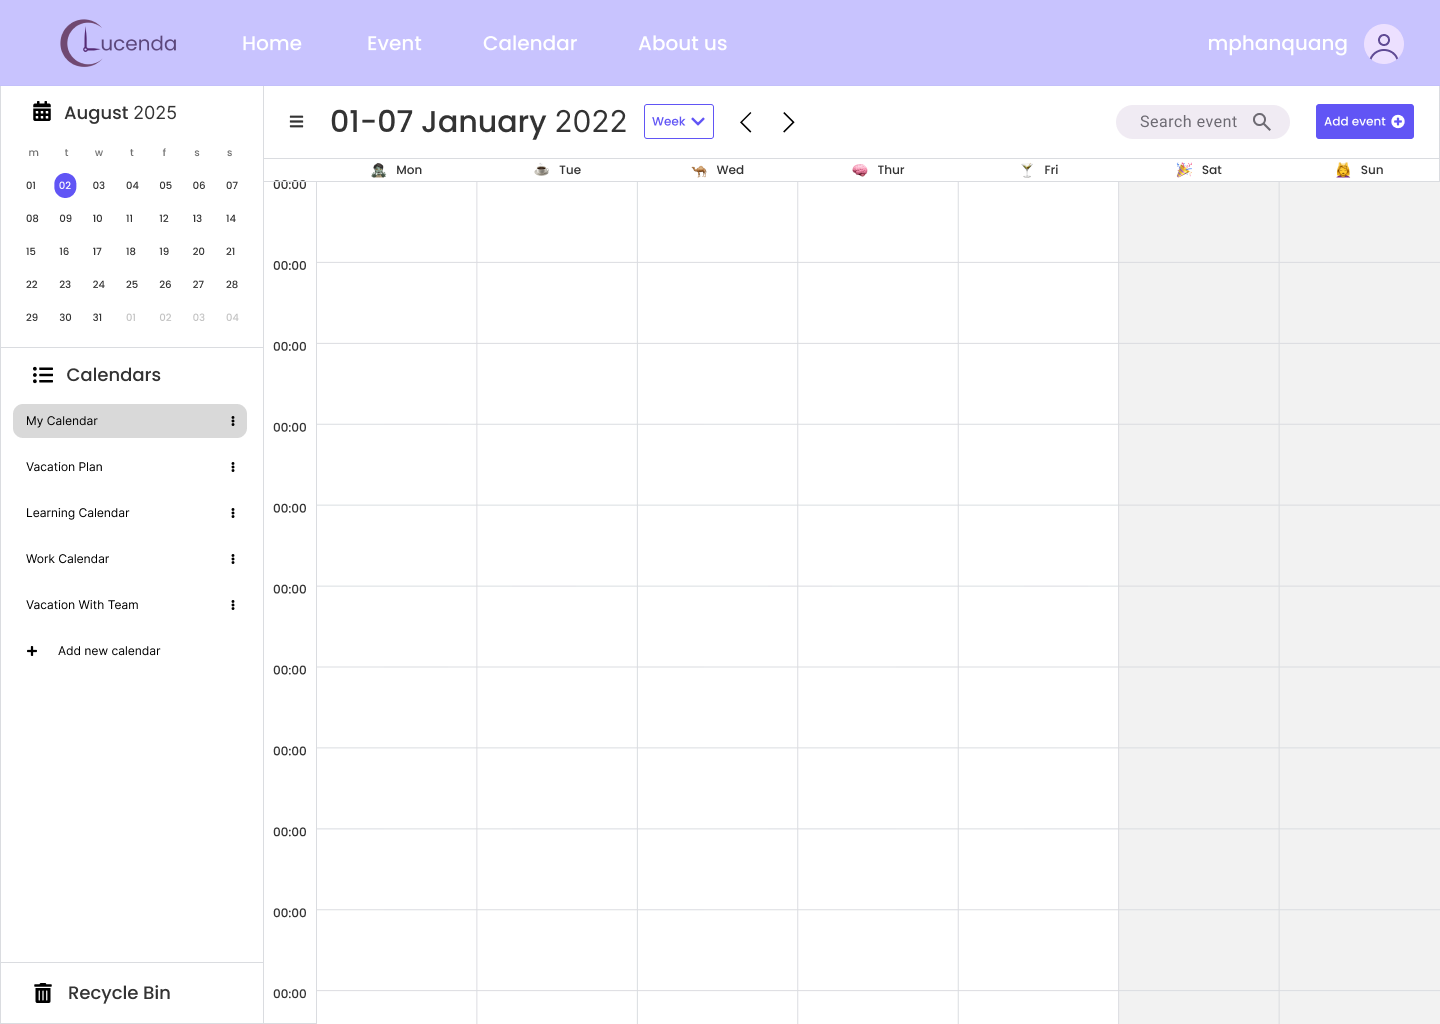 Lucenda Home Event Calendar About us mphanquang
August 2025
m t w t f s s
01 02 03 04 05 06 07
08 09 10 11 12 13 14
15 16 17 18 19 20 21
22 23 24 25 26 27 28
29 30 31 01 02 03 04
Calendars
My Calendar
Vacation Plan
Learning Calendar
Work Calendar
Vacation With Team
Add new calendar
Recycle Bin
01-07 January 2022 Week Search event Add event
Mon Tue Wed Thur Fri Sat Sun
00:00
00:00
00:00
00:00
00:00
00:00
00:00
00:00
00:00
00:00
00:00